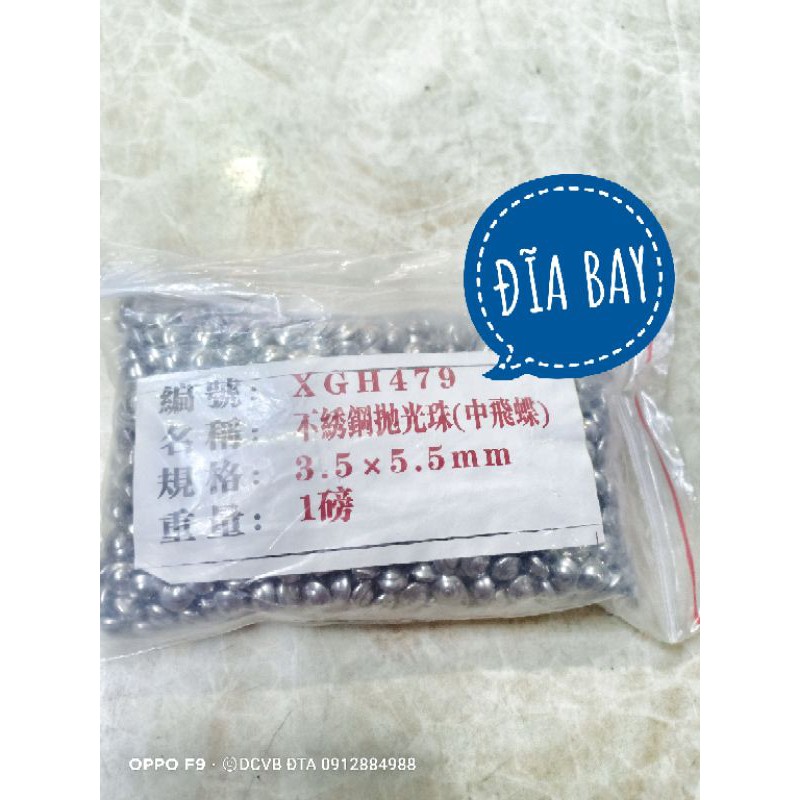 ĐĨA BAY
編號: XGH479
名稱: 不綉鋼拋光珠(中飛蝶)
規格: 3.5×5.5mm
重量: 1磅
OPPO F9 · ©DCVB ĐTA 0912884988